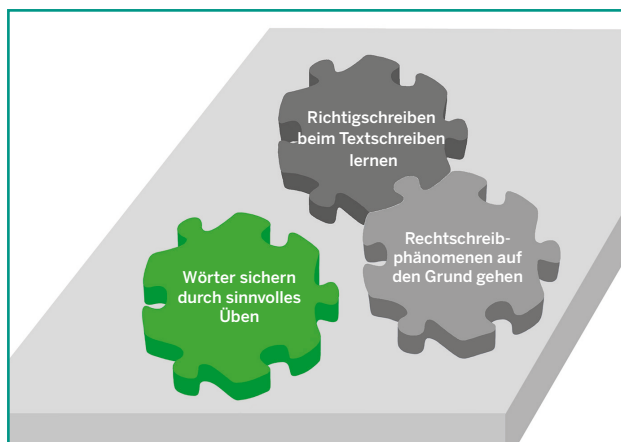 Richtigschreiben
beim Textschreiben
lernen
Rechtschreib-
phänomenen auf
den Grund gehen
Wörter sichern
durch sinnvolles
Üben